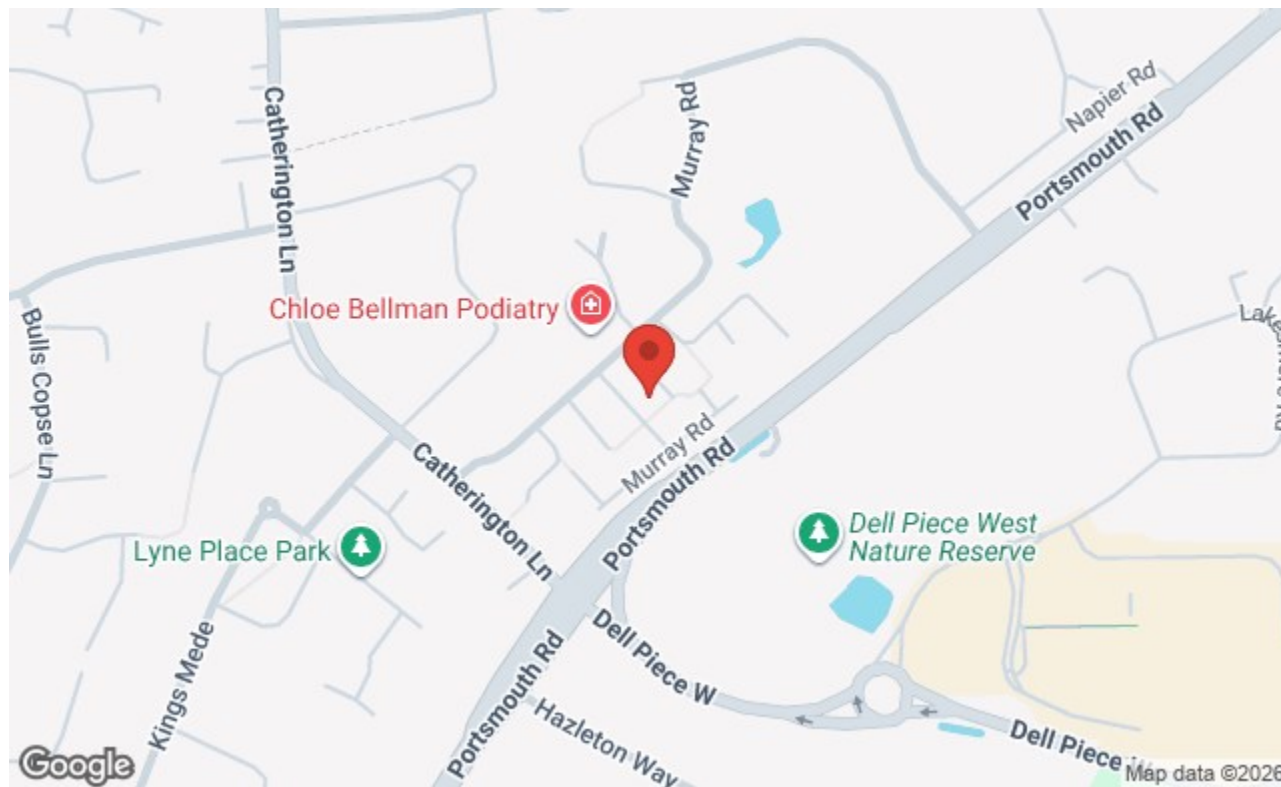 Napier Rd
Portsmouth Rd
Murray Rd
Catherington Ln
Chloe Bellman Podiatry
Bulls Copse Ln
Murray Rd
Portsmouth Rd
Catherington Ln
Dell Piece West
Nature Reserve
Lyne Place Park
Kings Mede
Portsmouth Rd
Dell Piece W
Hazleton Way
Dell Piece W
Google
Map data ©2026